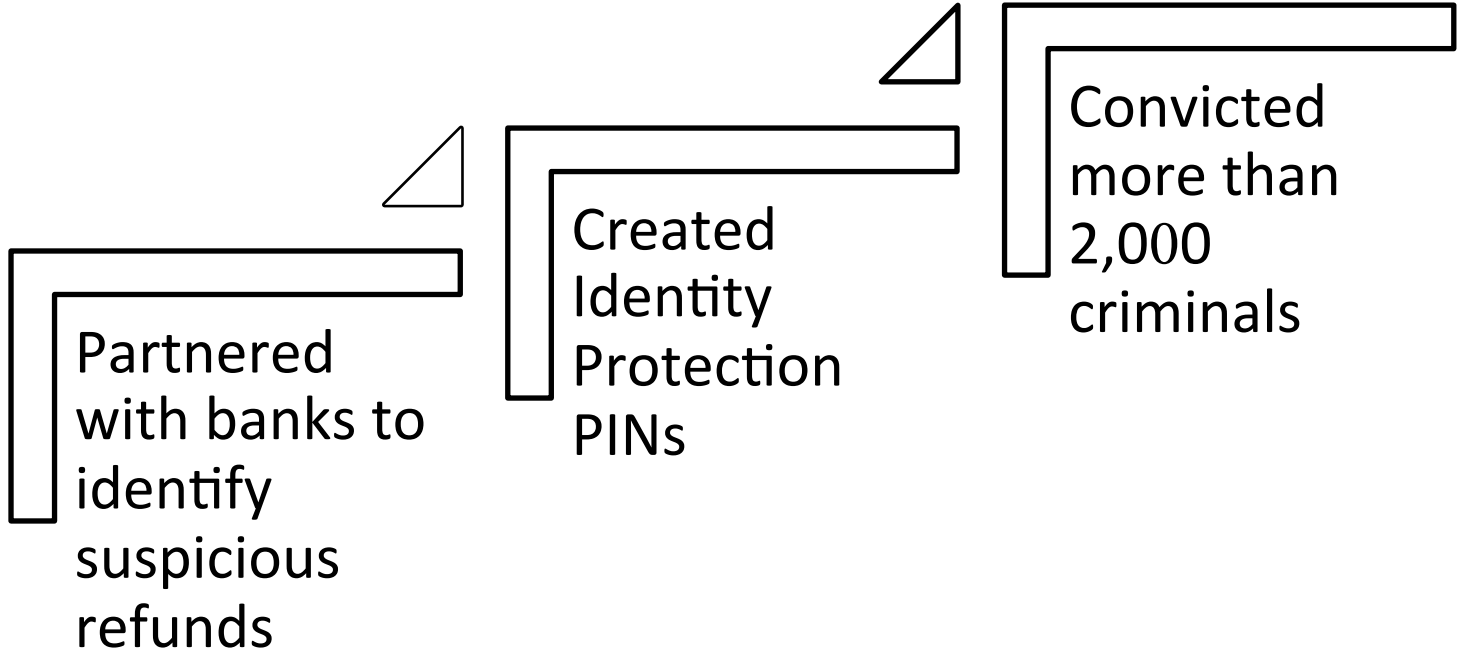 Partnered
with banks to
identify
suspicious
refunds
Created
Identity
Protection
PINs
Convicted
more than
2,000
criminals